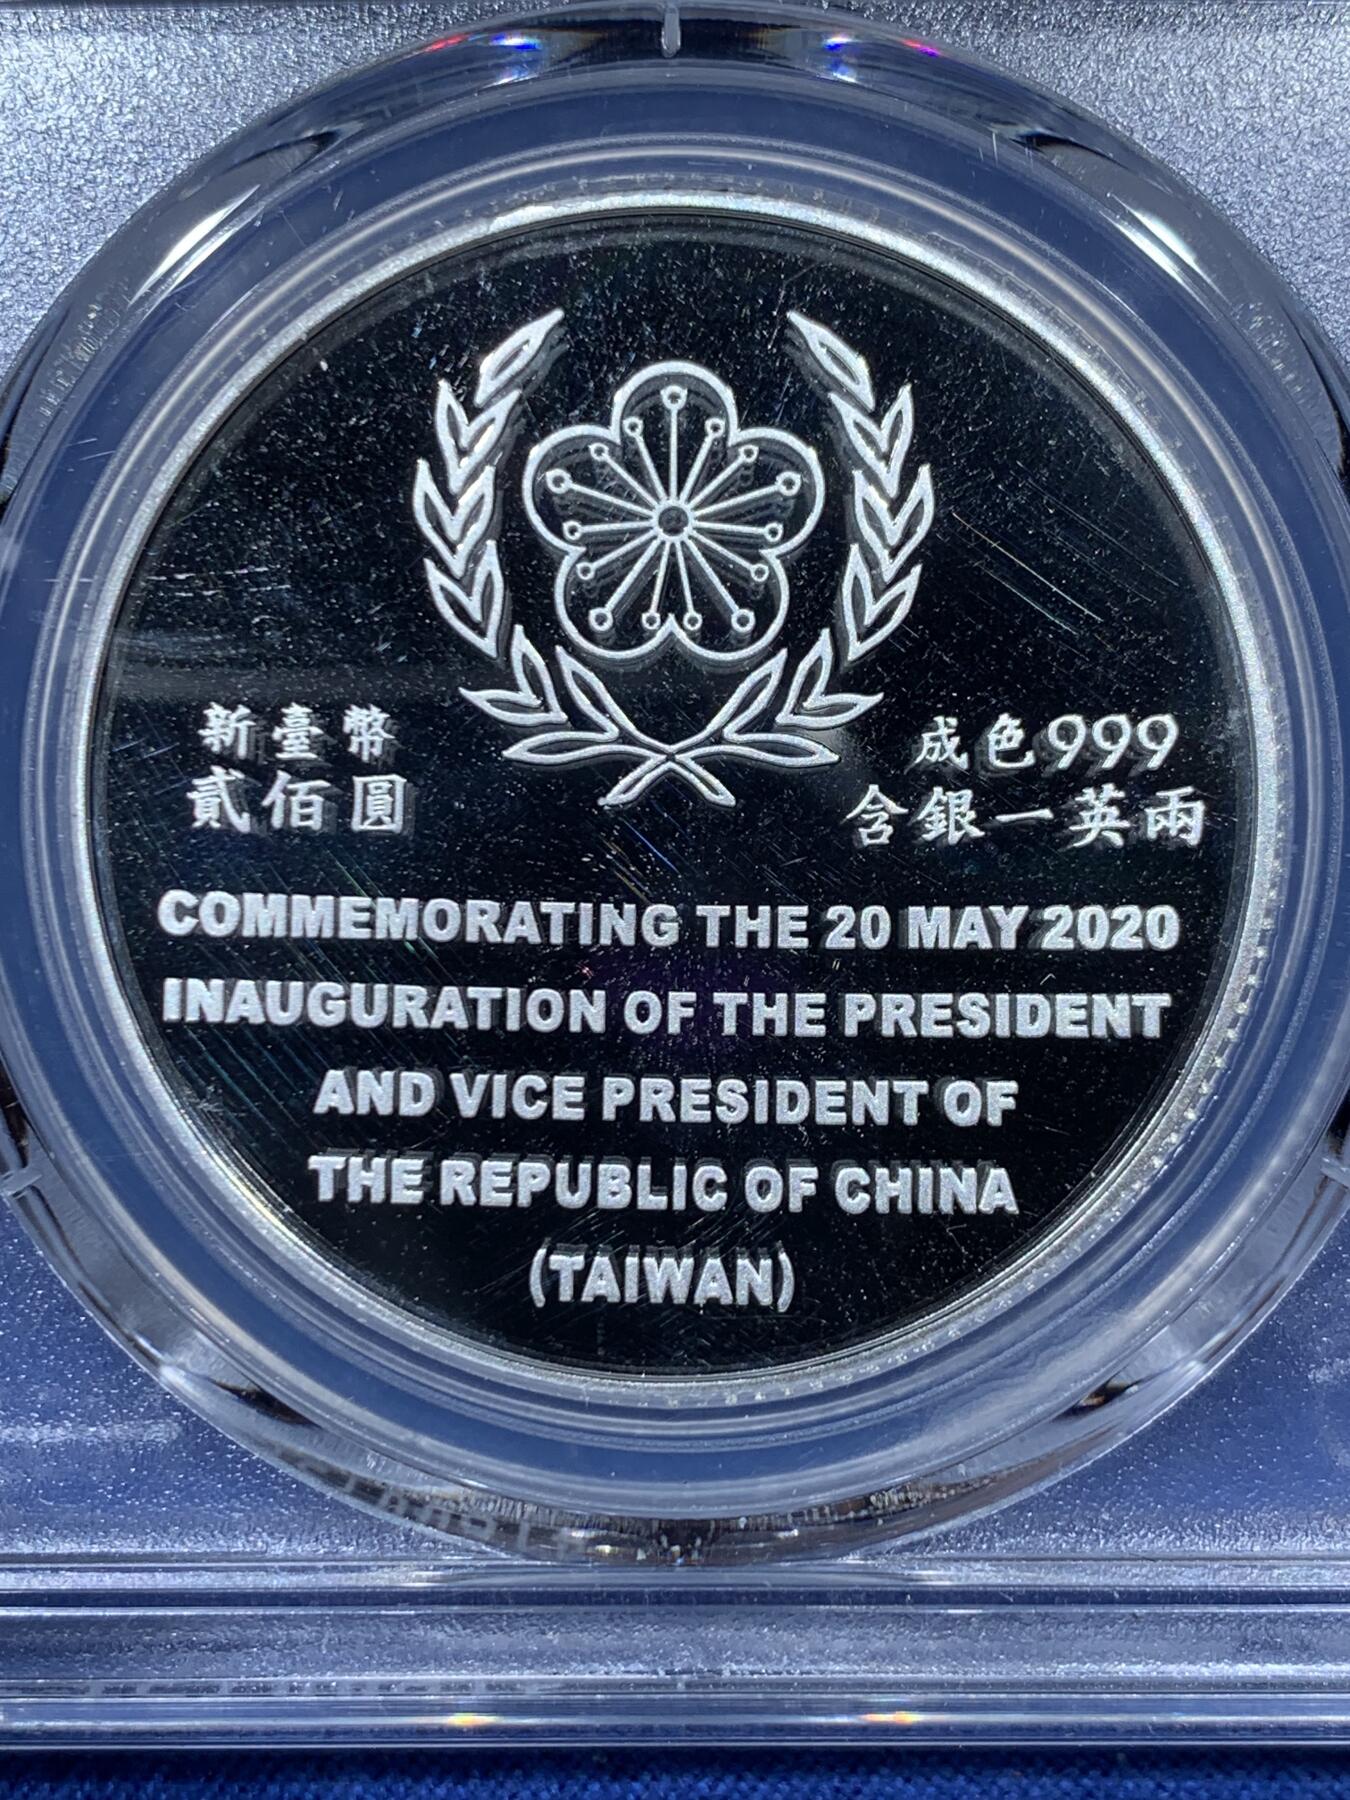 新臺幣
貳佰圓
成色999
含銀一英兩
COMMEMORATING THE 20 MAY 2020
INAUGURATION OF THE PRESIDENT
AND VICE PRESIDENT OF
THE REPUBLIC OF CHINA
(TAIWAN)